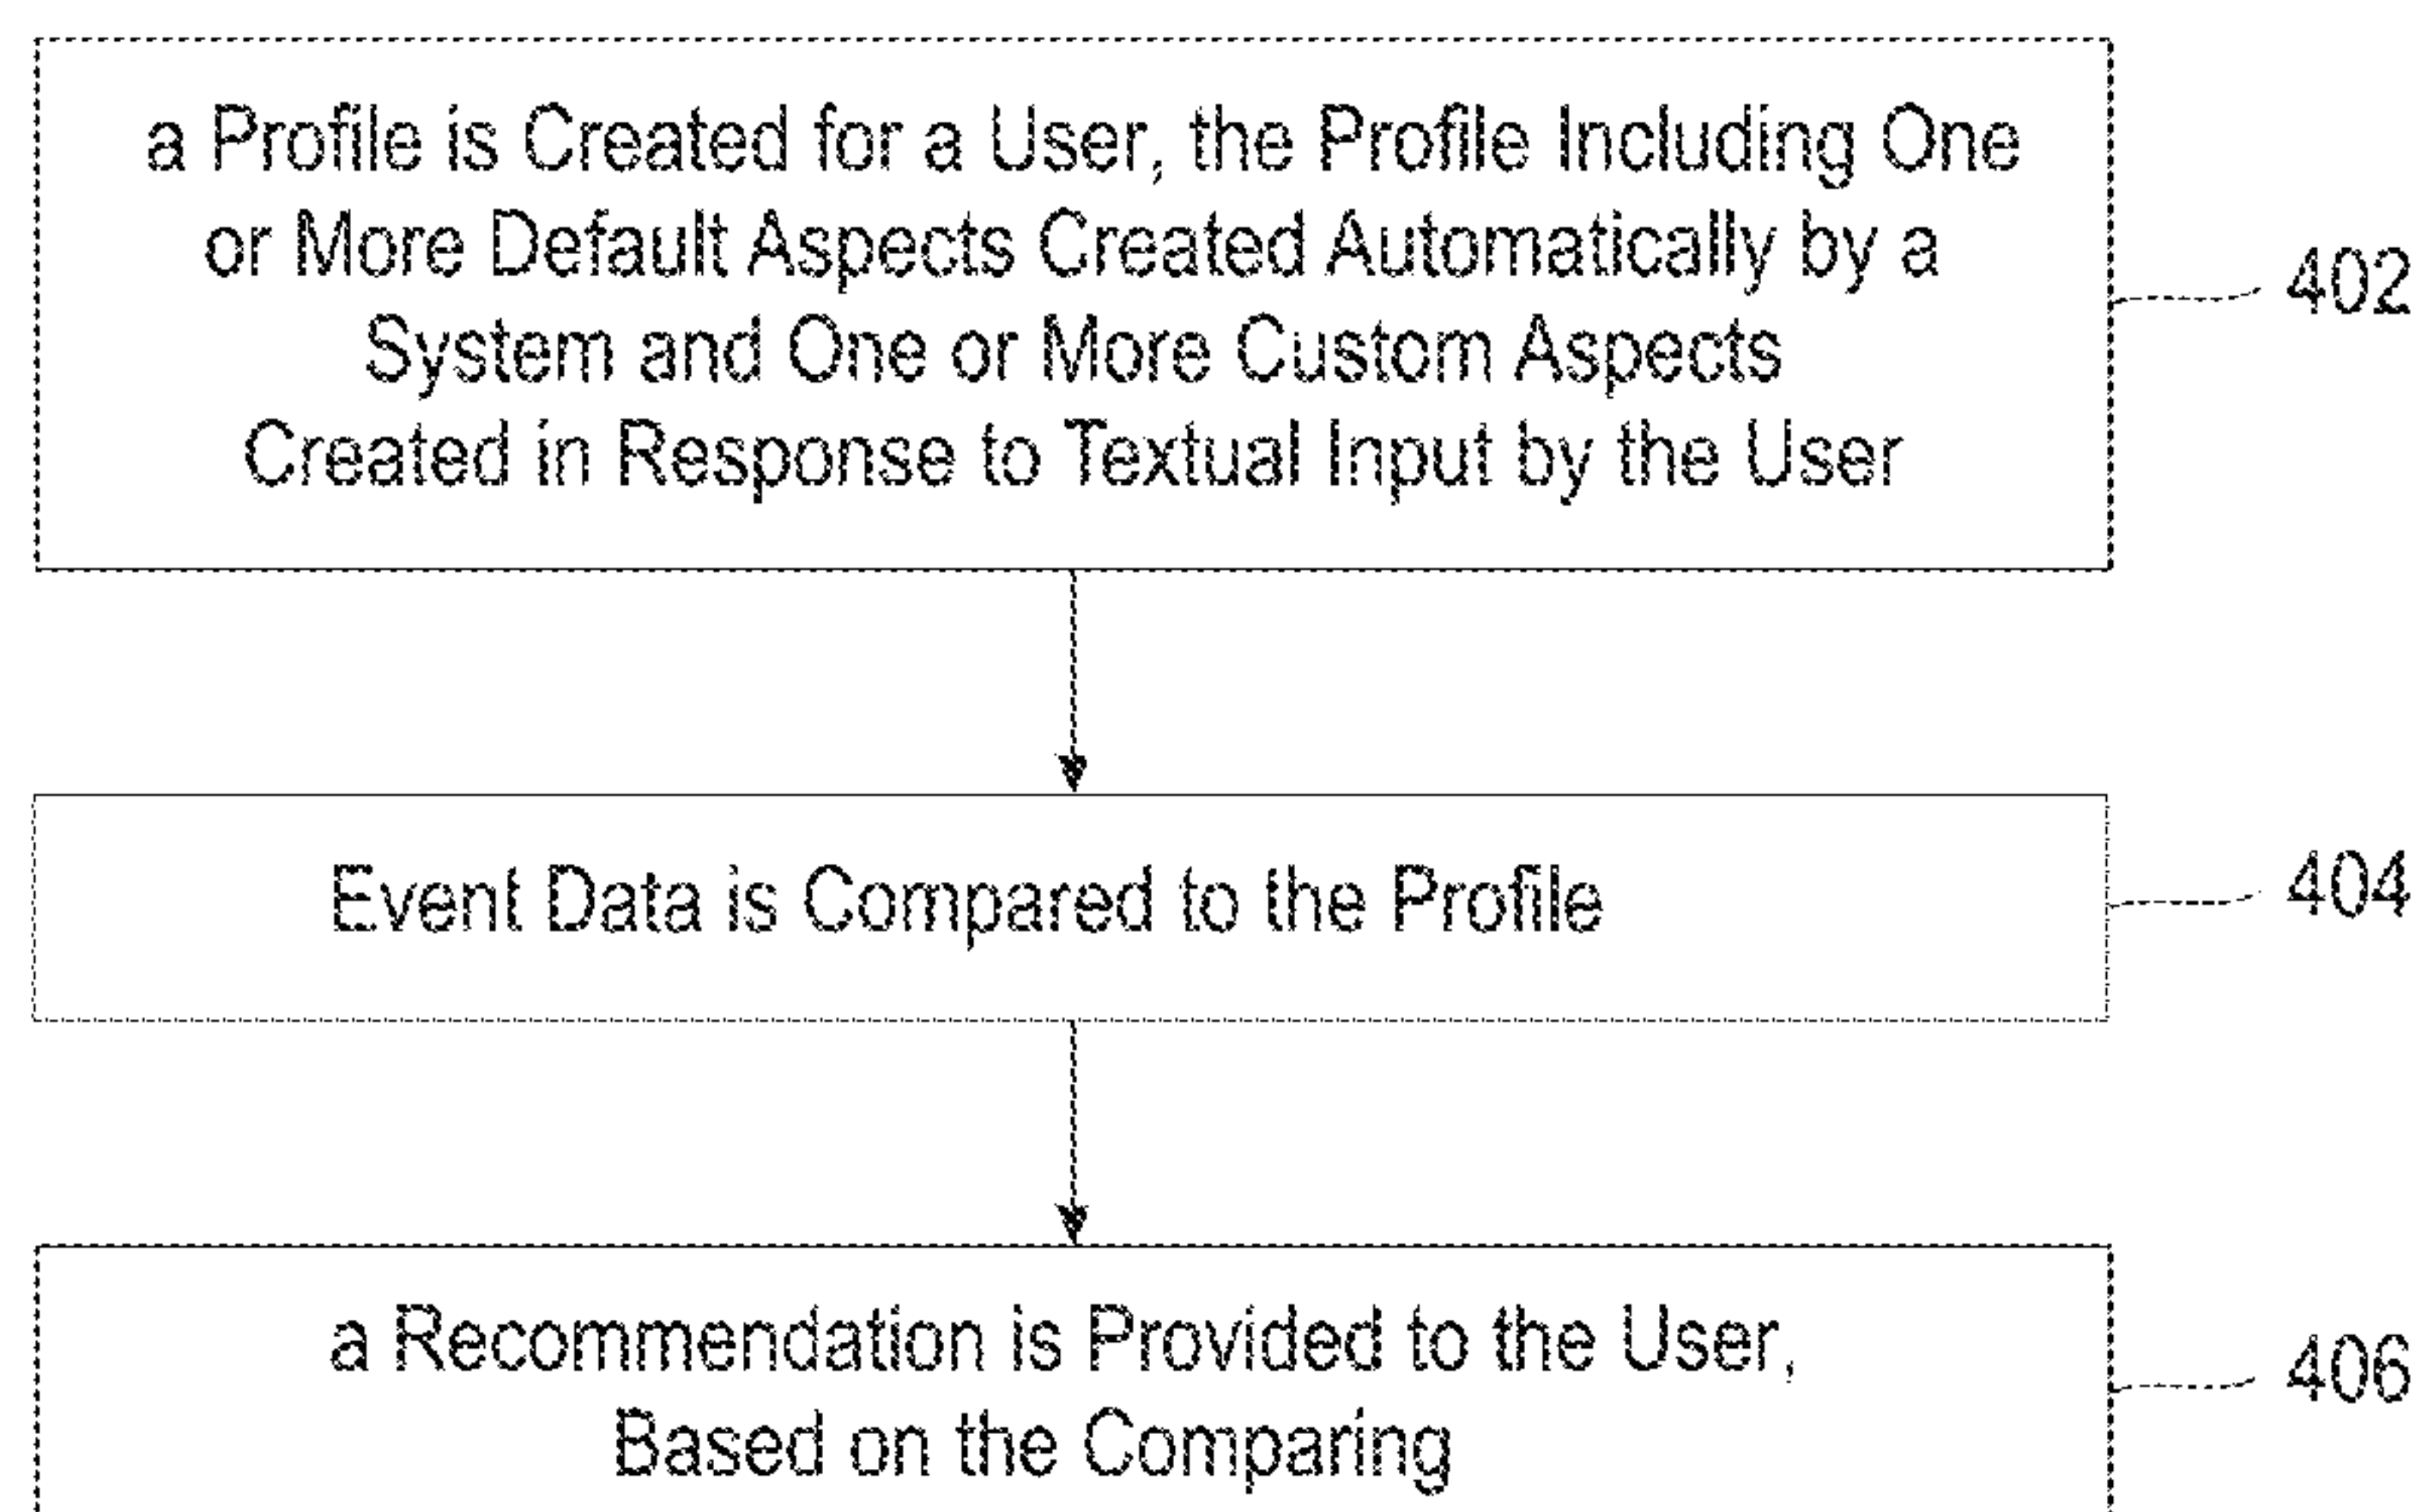 a Profile is Created for a User, the Profile Including One
or More Default Aspects Created Automatically by a
System and One or More Custom Aspects
Created in Response to Textual Input by the User
402
Event Data is Compared to the Profile
404
a Recommendation is Provided to the User,
Based on the Comparing
406